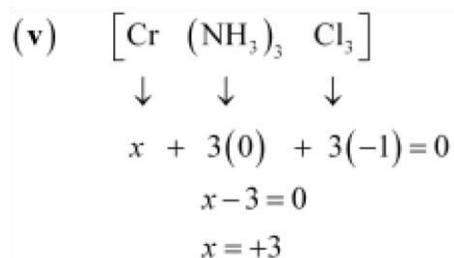 (v) [Cr (NH₃)₃ Cl₃]
↓ ↓ ↓
x + 3(0) + 3(−1) = 0
x − 3 = 0
x = +3